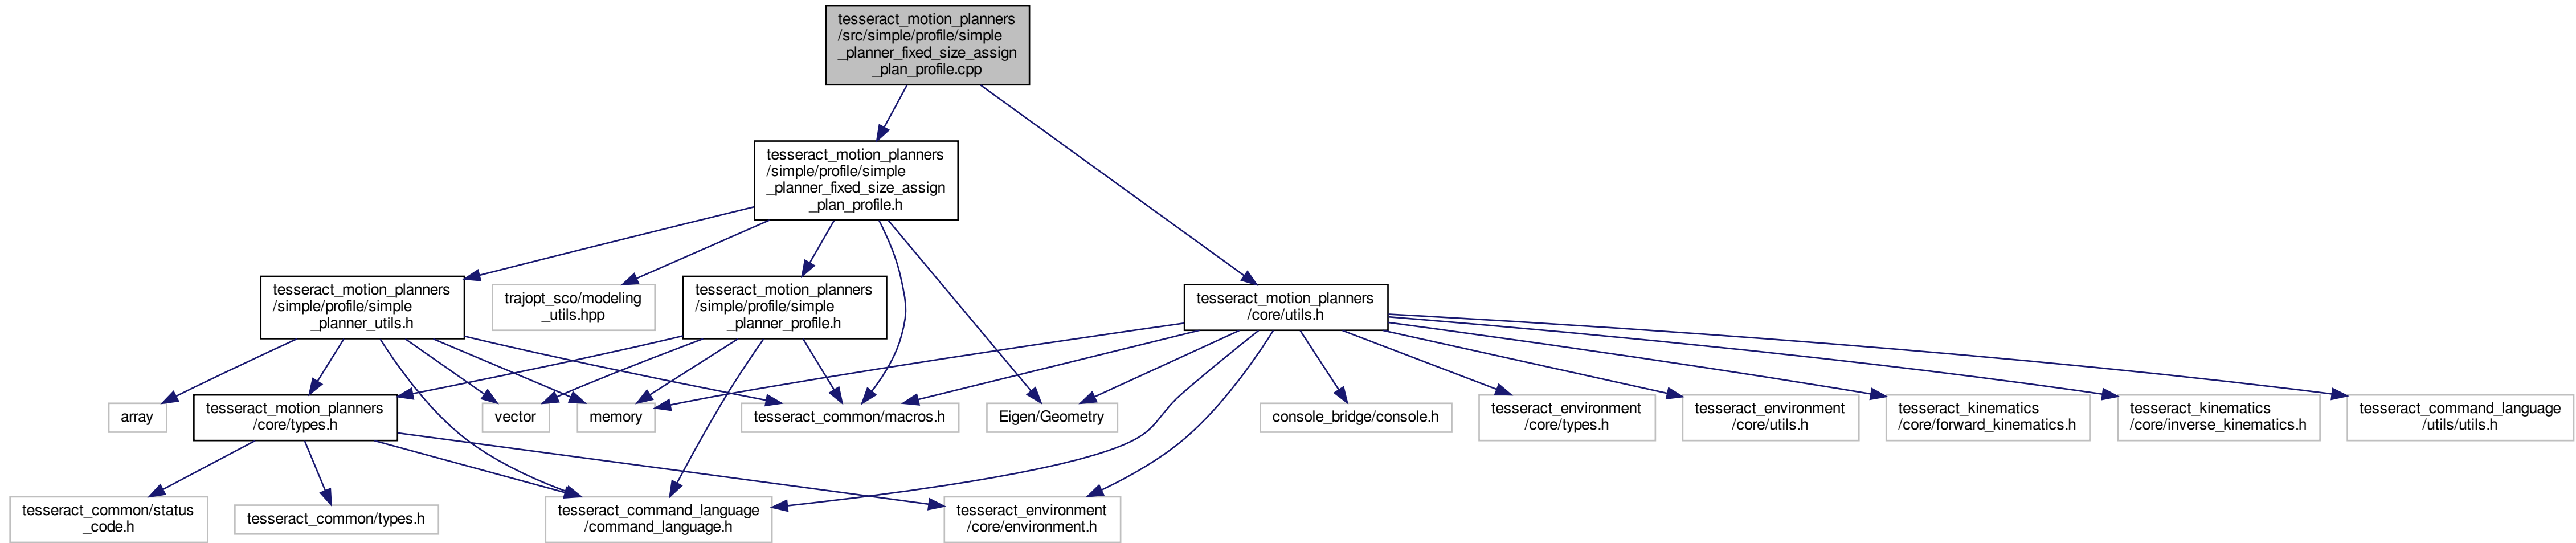 tesseract_motion_planners
/src/simple/profile/simple
_planner_fixed_size_assign
_plan_profile.cpp
tesseract_motion_planners
/simple/profile/simple
_planner_fixed_size_assign
_plan_profile.h
tesseract_motion_planners
/simple/profile/simple
_planner_utils.h
trajopt_sco/modeling
_utils.hpp
tesseract_motion_planners
/simple/profile/simple
_planner_profile.h
tesseract_motion_planners
/core/utils.h
array
tesseract_motion_planners
/core/types.h
vector
memory
tesseract_common/macros.h
Eigen/Geometry
console_bridge/console.h
tesseract_environment
/core/types.h
tesseract_environment
/core/utils.h
tesseract_kinematics
/core/forward_kinematics.h
tesseract_kinematics
/core/inverse_kinematics.h
tesseract_command_language
/utils/utils.h
tesseract_common/status
_code.h
tesseract_common/types.h
tesseract_command_language
/command_language.h
tesseract_environment
/core/environment.h